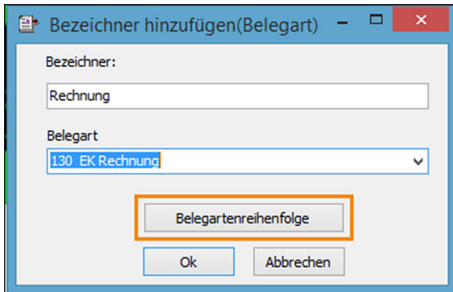 Bezeichner hinzufügen(Belegart)
Bezeichner:
Rechnung
Belegart
130 EK Rechnung
Belegartenreihenfolge
Ok Abbrechen